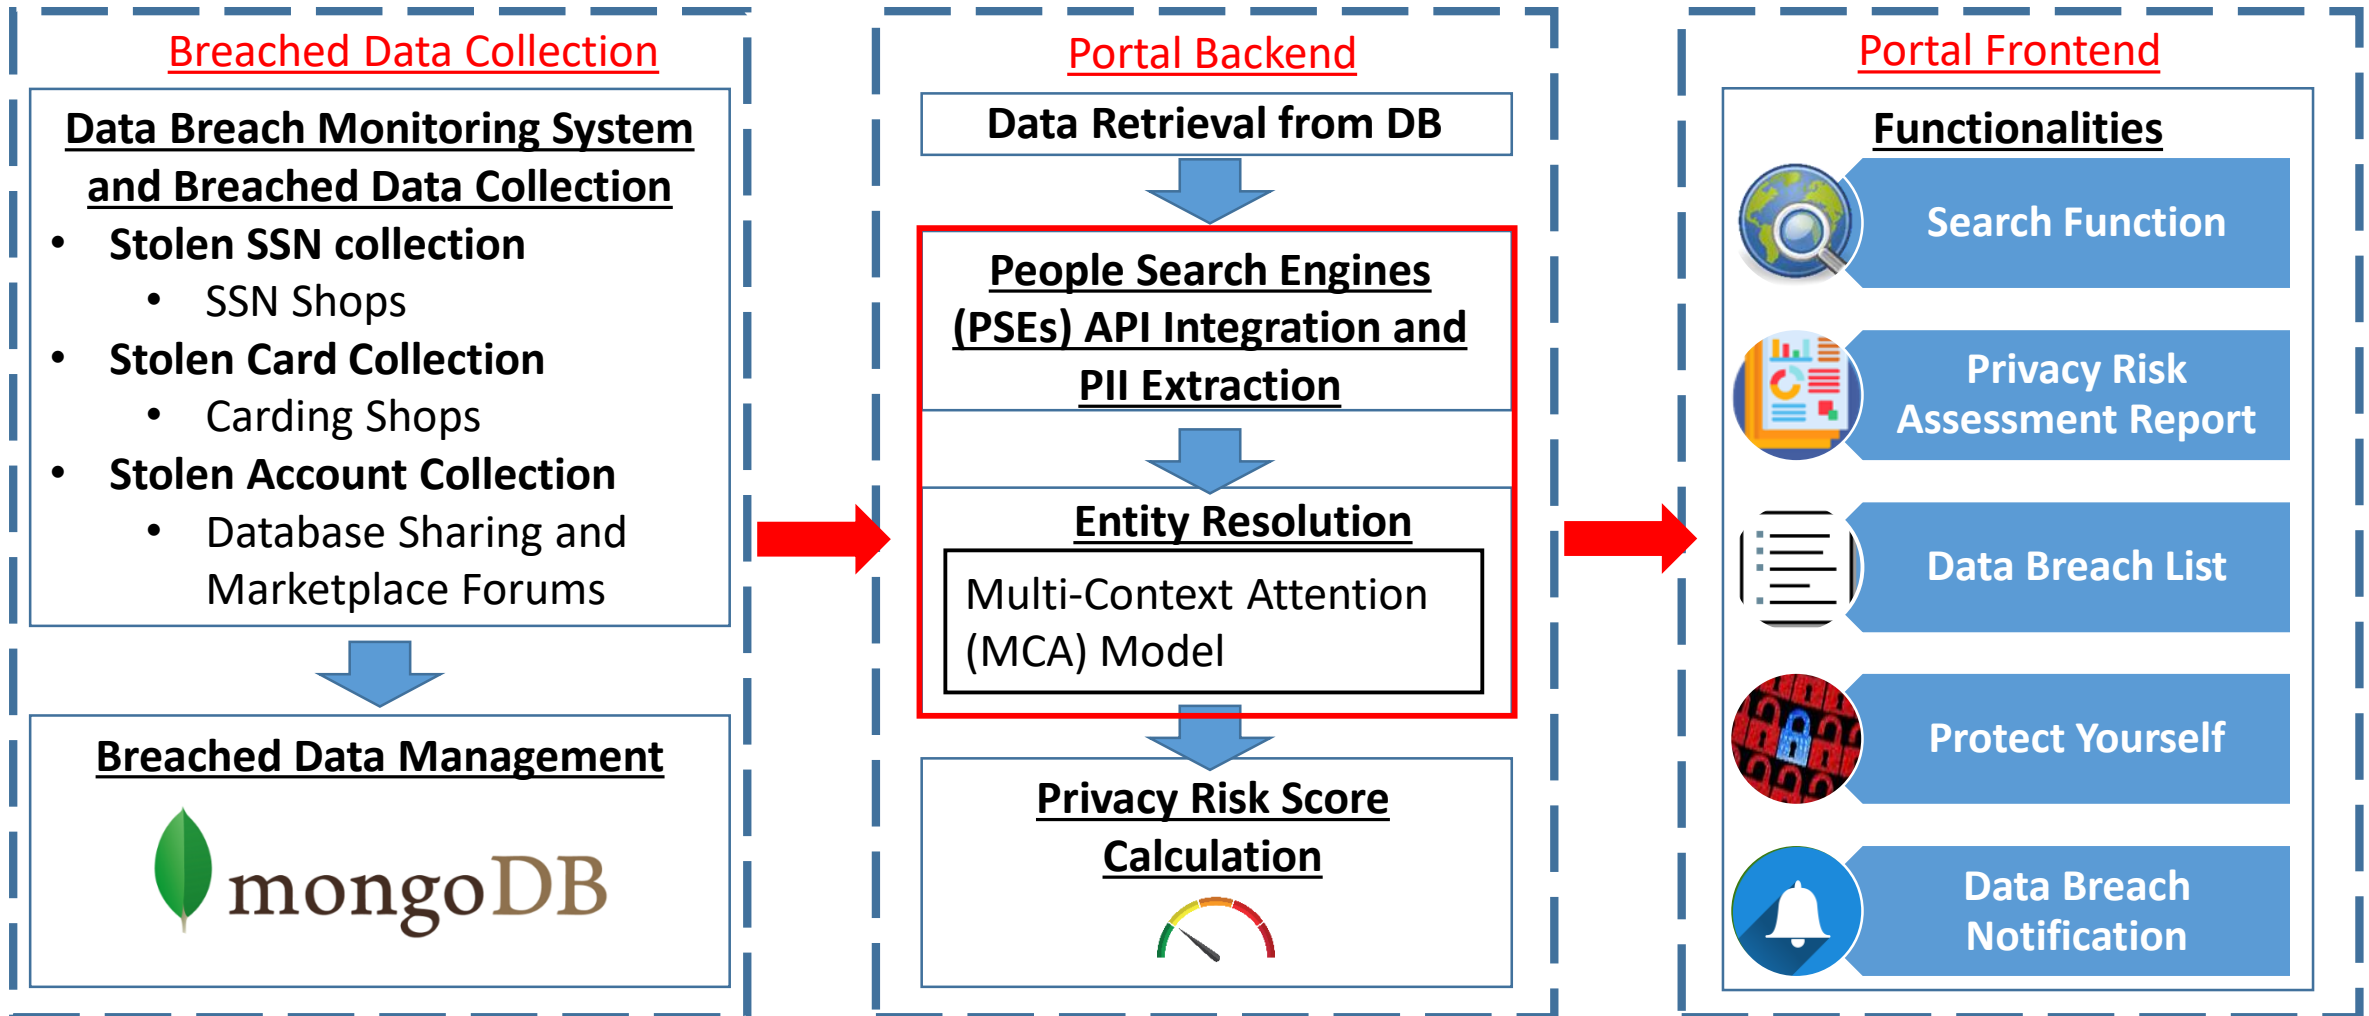 Breached Data Collection
Data Breach Monitoring System
and Breached Data Collection
• Stolen SSN collection
• SSN Shops
• Stolen Card Collection
• Carding Shops
• Stolen Account Collection
• Database Sharing and
Marketplace Forums
Breached Data Management
mongoDB
Portal Backend
Data Retrieval from DB
People Search Engines
(PSEs) API Integration and
PII Extraction
Entity Resolution
Multi-Context Attention
(MCA) Model
Privacy Risk Score
Calculation
Portal Frontend
Functionalities
Search Function
Privacy Risk
Assessment Report
Data Breach List
Protect Yourself
Data Breach
Notification